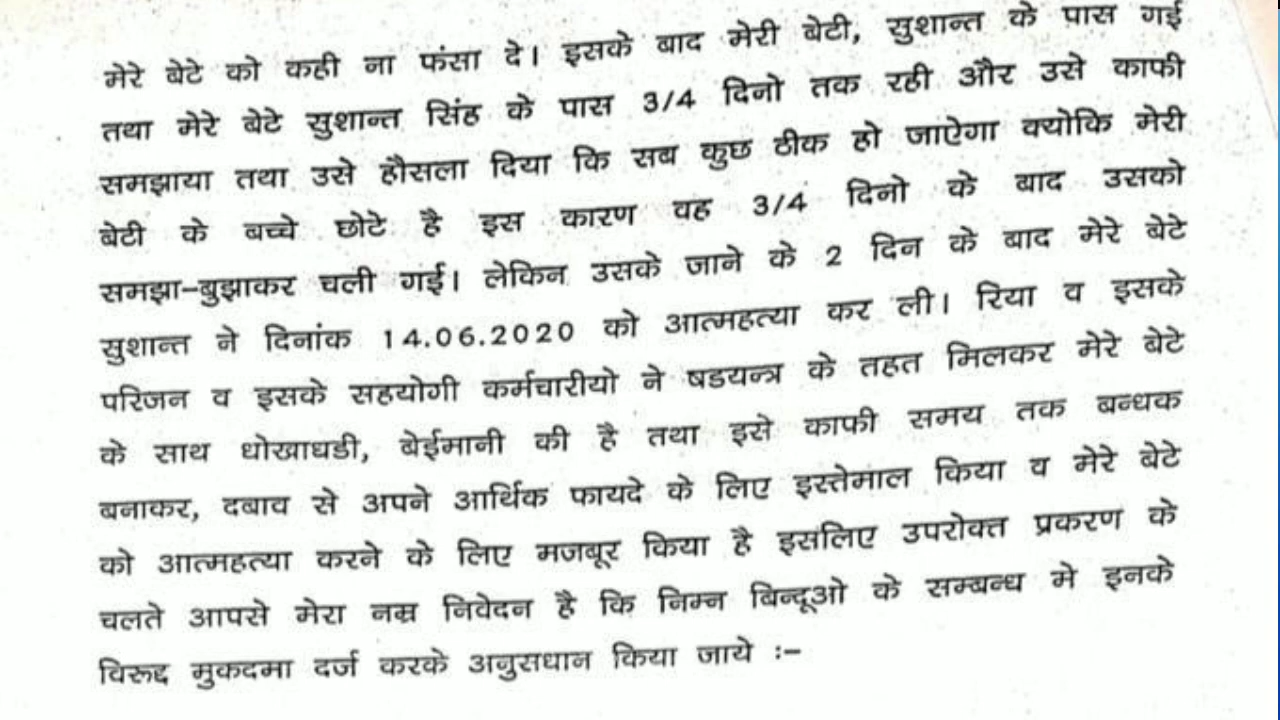 मेरे बेटे को कही ना फंसा दे। इसके बाद मेरी बेटी, सुशान्त के पास गई
तथा मेरे बेटे सुशान्त सिंह के पास 3/4 दिनो तक रही और उसे काफी
समझाया तथा उसे हौसला दिया कि सब कुछ ठीक हो जाऐगा क्योकि मेरी
बेटी के बच्चे छोटे है इस कारण वह 3/4 दिनो के बाद उसको
समझा-बुझाकर चली गई। लेकिन उसके जाने के 2 दिन के बाद मेरे बेटे
सुशान्त ने दिनांक 14.06.2020 को आत्महत्या कर ली। रिया व इसके
परिजन व इसके सहयोगी कर्मचारीयो ने षडयन्त्र के तहत मिलकर मेरे बेटे
के साथ धोखाधडी, बेईमानी की है तथा इसे काफी समय तक बन्धक
बनाकर, दबाव से अपने आर्थिक फायदे के लिए इस्तेमाल किया व मेरे बेटे
को आत्महत्या करने के लिए मजबूर किया है इसलिए उपरोक्त प्रकरण के
चलते आपसे मेरा नम्र निवेदन है कि निम्न बिन्दूओ के सम्बन्ध मे इनके
विरुद्द मुकदमा दर्ज करके अनुसधान किया जाये :-